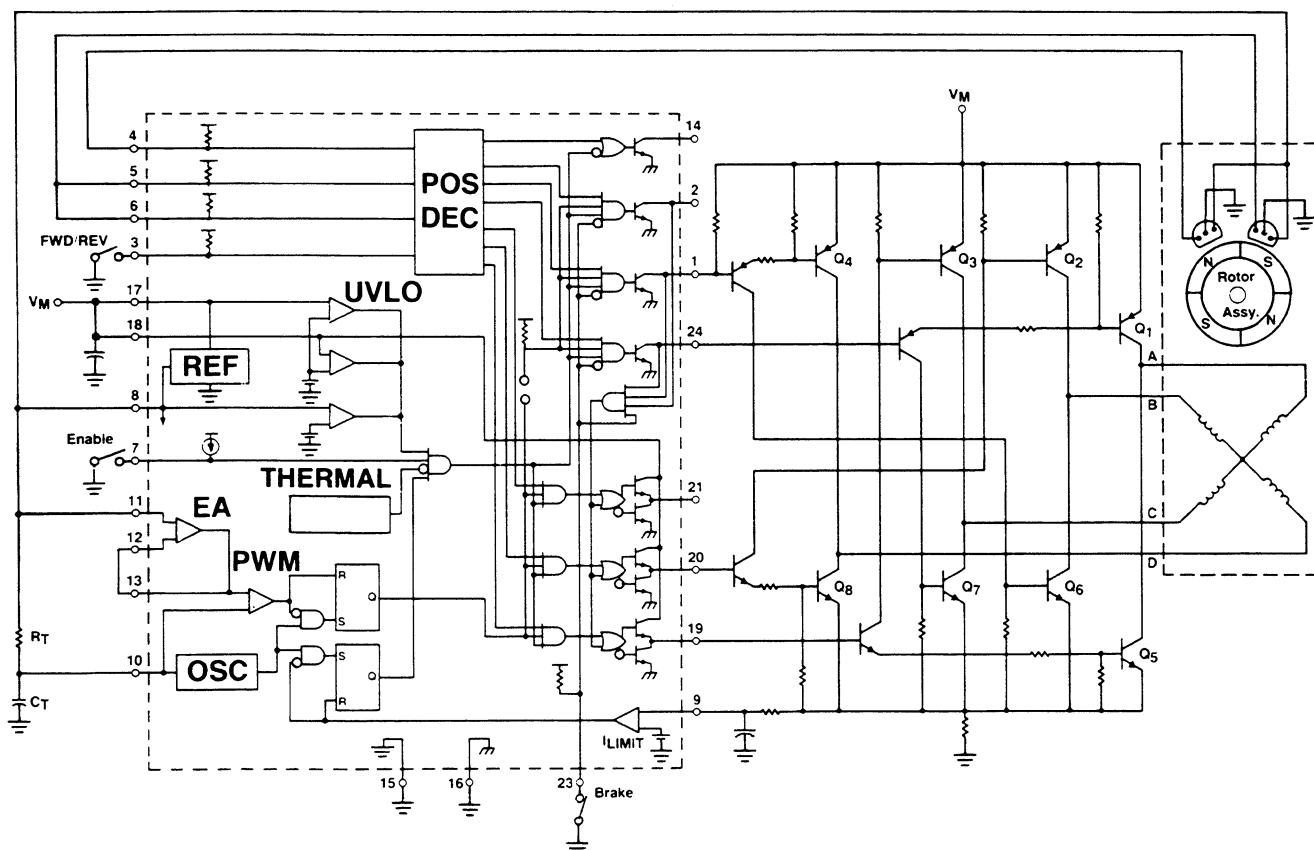 VM
4
14
5
POS
6
DEC
2
FWD/REV
3
1
Q4
Q3
Q2
N
S
Rotor
Assy.
S
N
VM
17
UVLO
18
24
Q1
REF
A
8
B
Enable
7
THERMAL
21
11
EA
C
12
20
D
PWM
13
R
Q
S
Q8
Q7
Q6
19
RT
10
OSC
S
Q
R
Q5
CT
9
ILIMIT
15
16
23
Brake